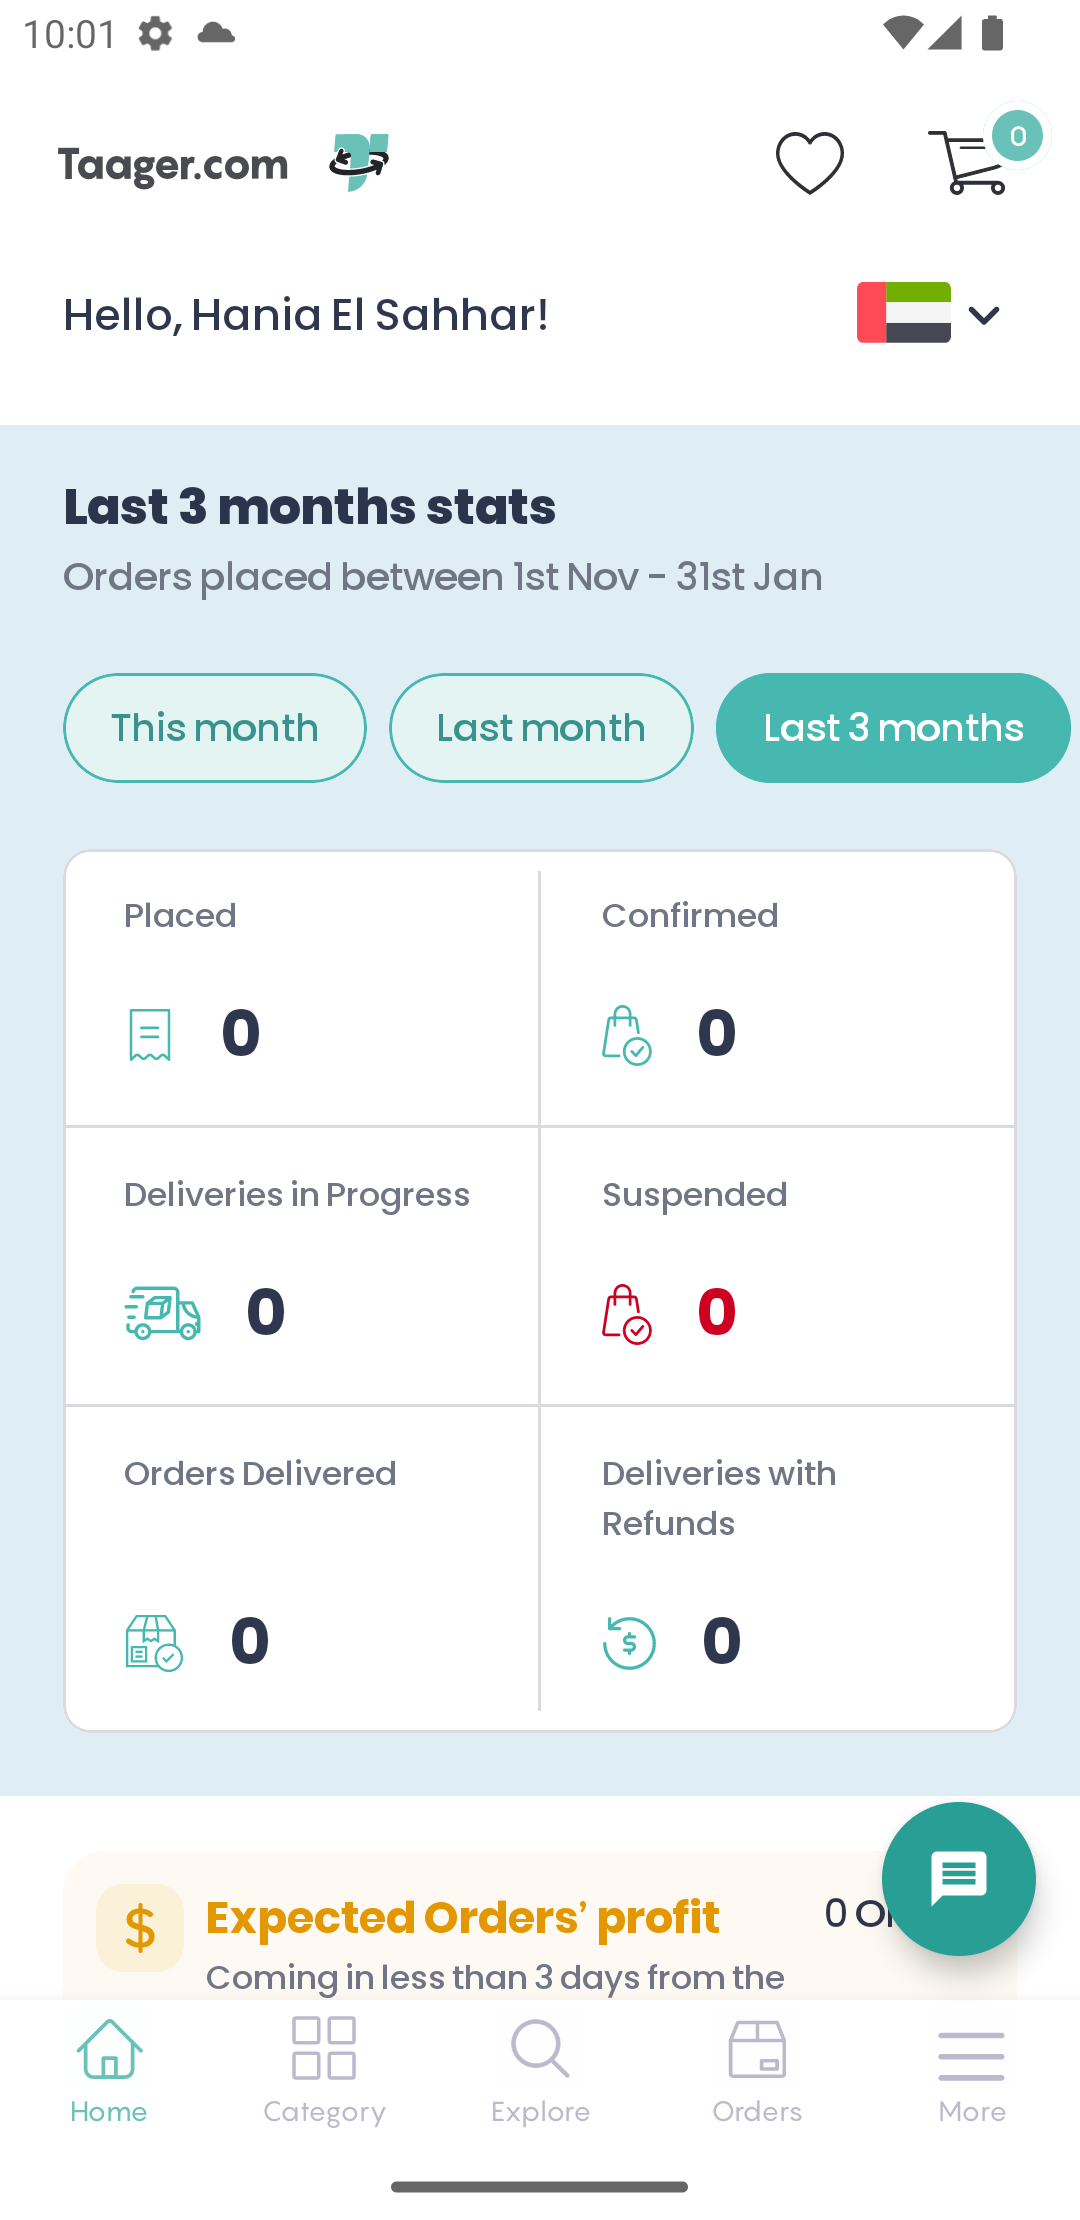 10:01
Taager.com
0
Hello, Hania El Sahhar!
Last 3 months stats
Orders placed between 1st Nov - 31st Jan
This month
Last month
Last 3 months
Placed
Confirmed
0
0
Deliveries in Progress
Suspended
0
0
Orders Delivered
Deliveries with
Refunds
0
0
$
Expected Orders' profit
0
Coming in less than 3 days from the
Home
Category
Explore
Orders
More